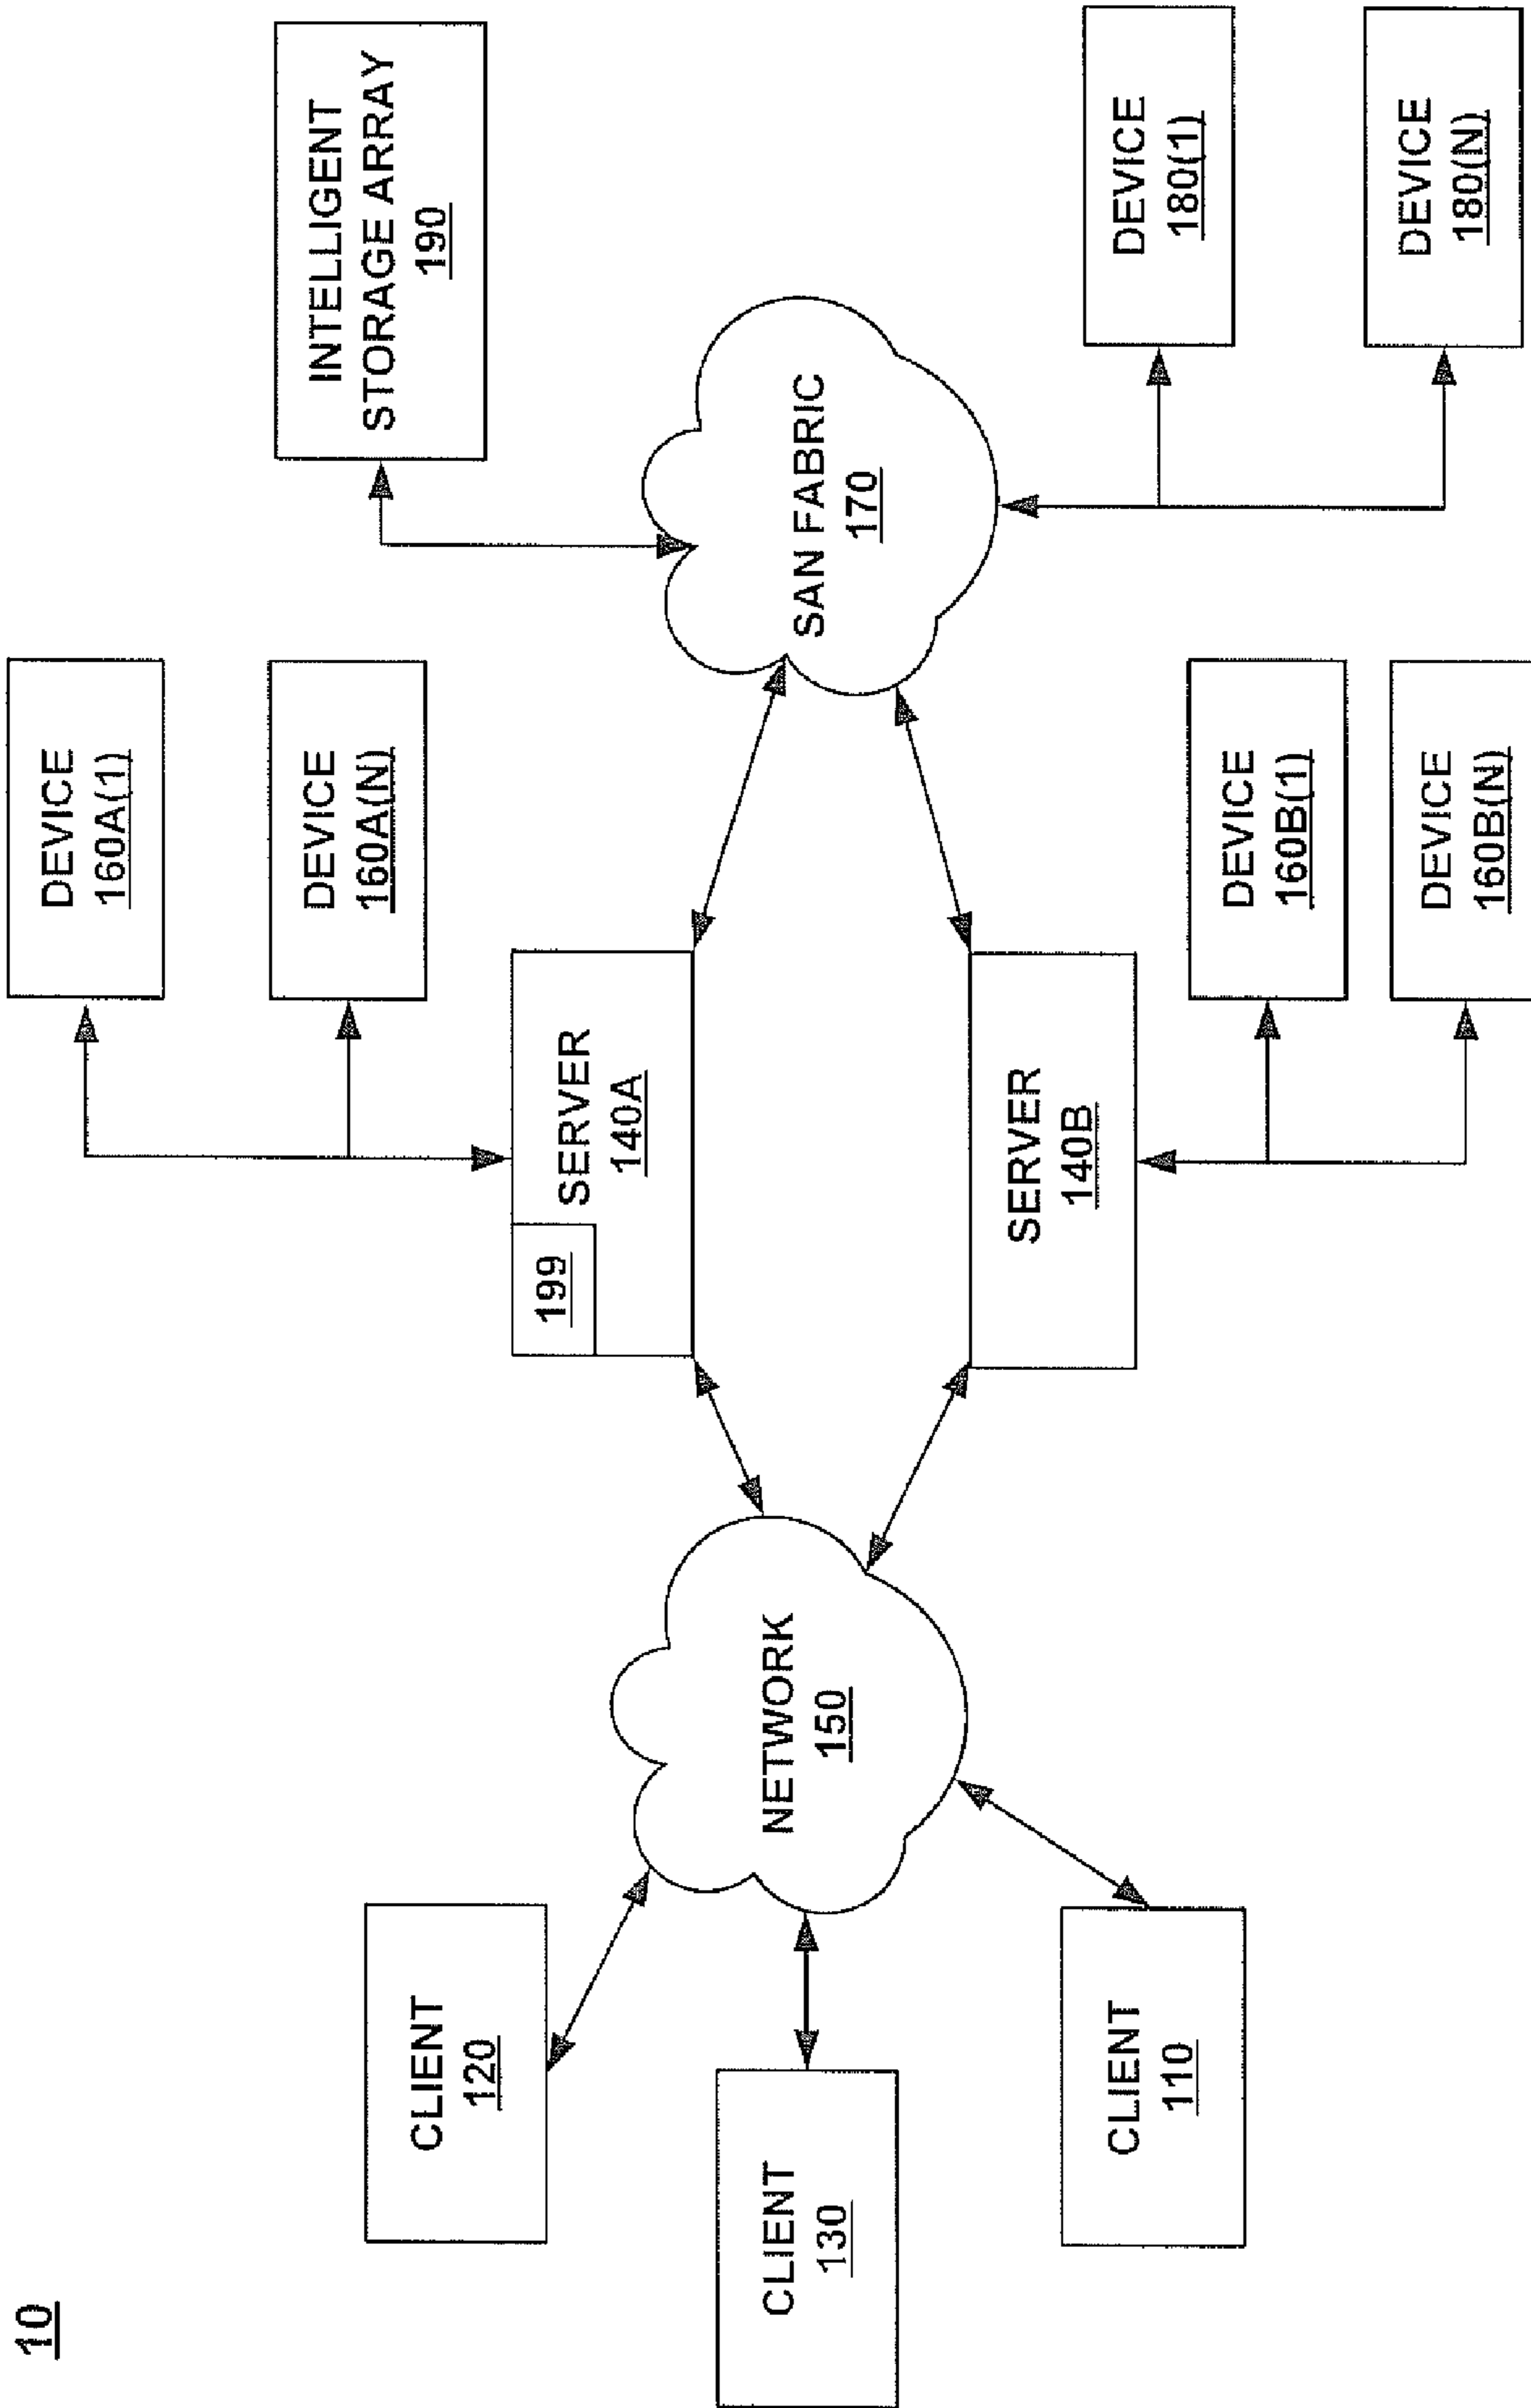 10
CLIENT
120
CLIENT
130
CLIENT
110
NETWORK
150
199
SERVER
140A
SERVER
140B
DEVICE
160A(1)
DEVICE
160A(N)
DEVICE
160B(1)
DEVICE
160B(N)
SAN FABRIC
170
INTELLIGENT
STORAGE ARRAY
190
DEVICE
180(1)
DEVICE
180(N)